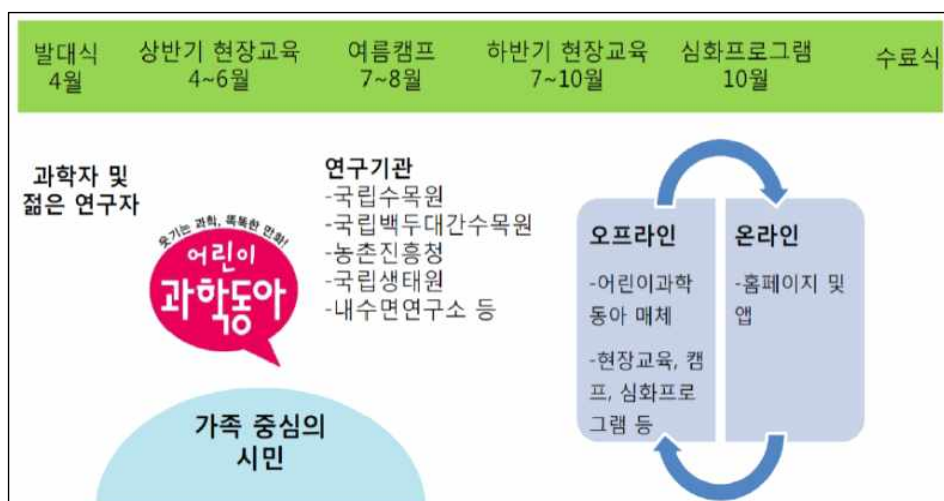 발대식
4월
상반기 현장교육
4~6월
여름캠프
7~8월
하반기 현장교육
7~10월
심화프로그램
10월
수료식
과학자 및
젊은 연구자
웃기는 과학, 똑똑한 만화!
어린이
과학동아
연구기관
-국립수목원
-국립백두대간수목원
-농촌진흥청
-국립생태원
-내수면연구소 등
가족 중심의
시민
오프라인
-어린이과학
동아 매체
-현장교육, 캠
프, 심화프로
그램 등
온라인
-홈페이지 및
앱